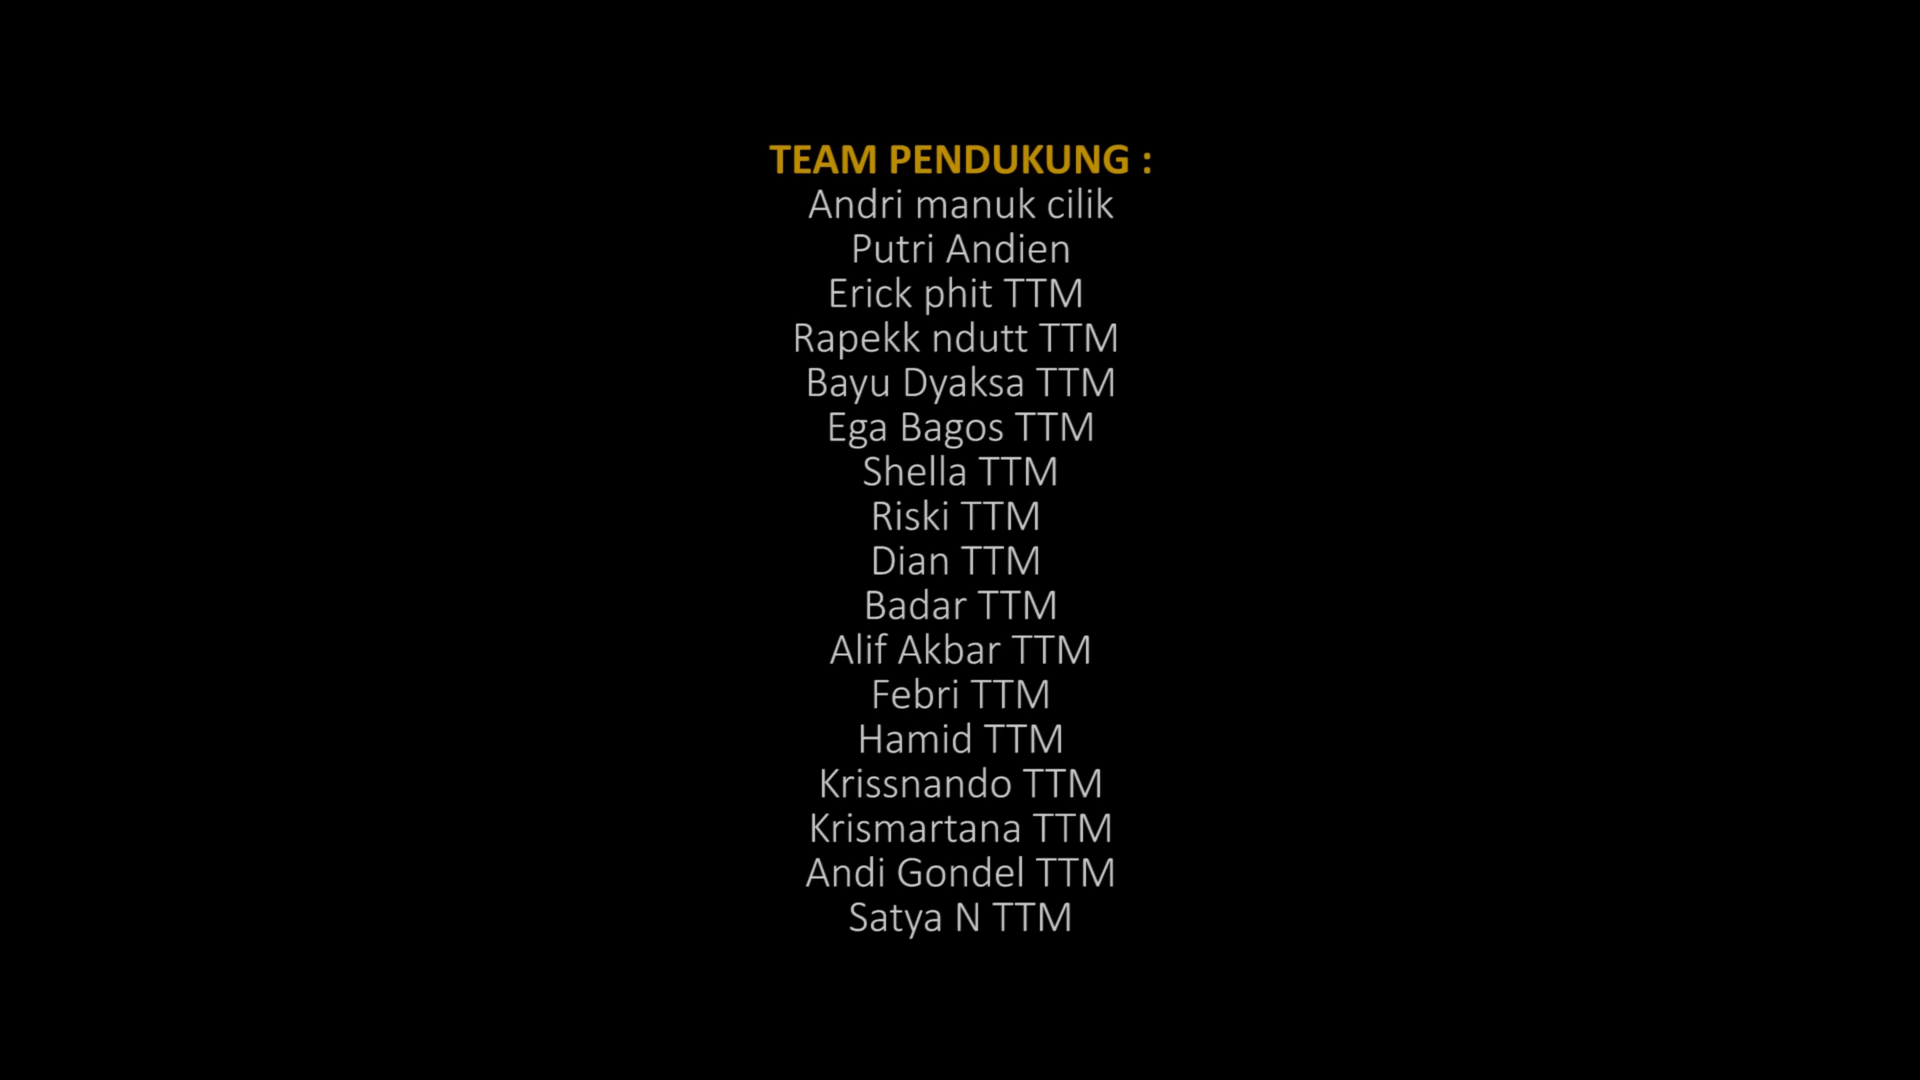 TEAM PENDUKUNG :
Andri manuk cilik
Putri Andien
Erick phit TTM
Rapekk ndutt TTM
Bayu Dyaksa TTM
Ega Bagos TTM
Shella TTM
Riski TTM
Dian TTM
Badar TTM
Alif Akbar TTM
Febri TTM
Hamid TTM
Krissnando TTM
Krismartana TTM
Andi Gondel TTM
Satya N TTM